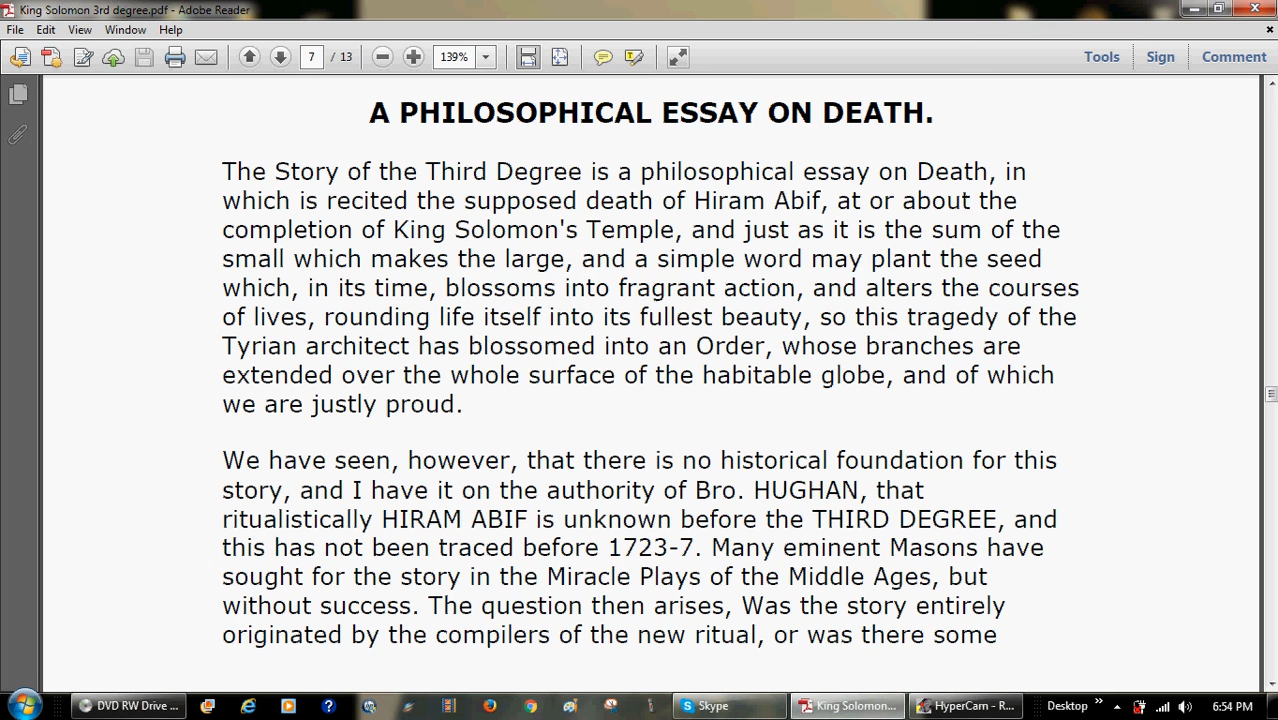 King Solomon 3rd degree.pdf - Adobe Reader
File Edit View Window Help
7 / 13 139% Tools Sign Comment
A PHILOSOPHICAL ESSAY ON DEATH.
The Story of the Third Degree is a philosophical essay on Death, in
which is recited the supposed death of Hiram Abif, at or about the
completion of King Solomon's Temple, and just as it is the sum of the
small which makes the large, and a simple word may plant the seed
which, in its time, blossoms into fragrant action, and alters the courses
of lives, rounding life itself into its fullest beauty, so this tragedy of the
Tyrian architect has blossomed into an Order, whose branches are
extended over the whole surface of the habitable globe, and of which
we are justly proud.
We have seen, however, that there is no historical foundation for this
story, and I have it on the authority of Bro. HUGHAN, that
ritualistically HIRAM ABIF is unknown before the THIRD DEGREE, and
this has not been traced before 1723-7. Many eminent Masons have
sought for the story in the Miracle Plays of the Middle Ages, but
without success. The question then arises, Was the story entirely
originated by the compilers of the new ritual, or was there some
DVD RW Drive ... Skype King Solomon... HyperCam - R... Desktop 6:54 PM